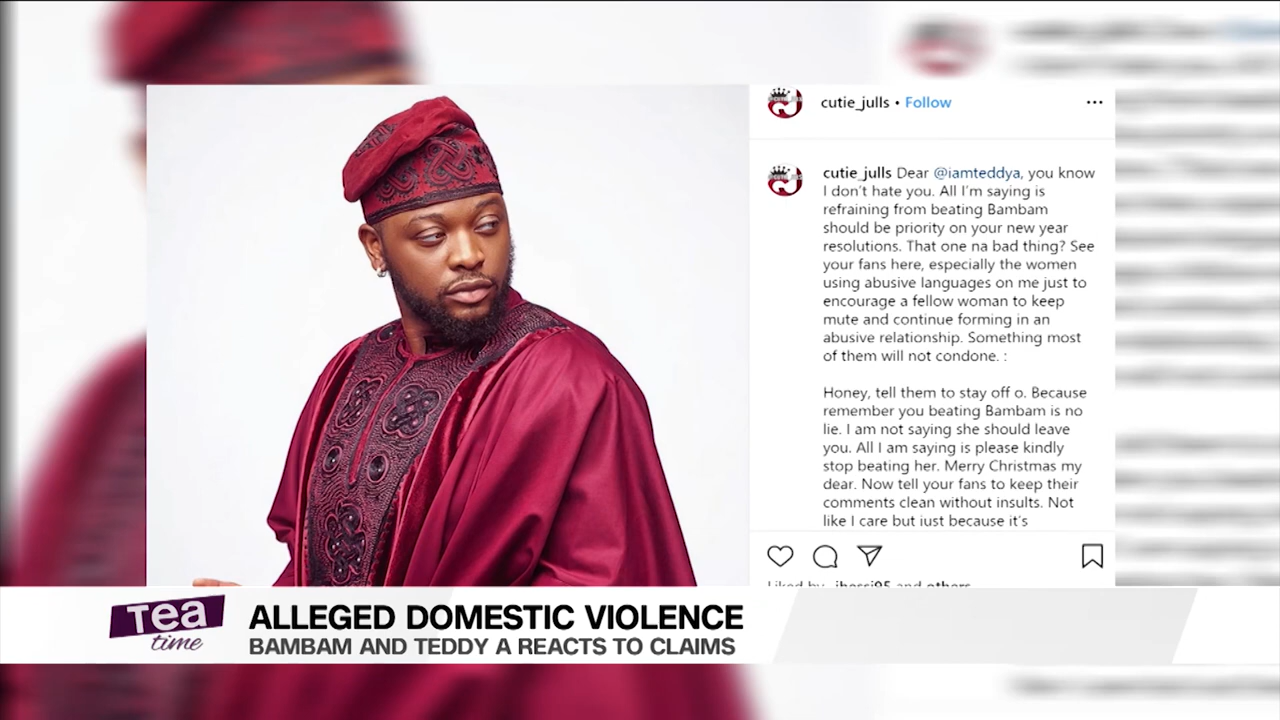 cutie_julls • Follow
cutie_julls Dear @iamteddya, you know
I don't hate you. All I'm saying is
refraining from beating Bambam
should be priority on your new year
resolutions. That one na bad thing? See
your fans here, especially the women
using abusive languages on me just to
encourage a fellow woman to keep
mute and continue forming in an
abusive relationship. Something most
of them will not condone. :
Honey, tell them to stay off o. Because
remember you beating Bambam is no
lie. I am not saying she should leave
you. All I am saying is please kindly
stop beating her. Merry Christmas my
dear. Now tell your fans to keep their
comments clean without insults. Not
like I care but just because it's
Liked by and others
Tea
time
ALLEGED DOMESTIC VIOLENCE
BAMBAM AND TEDDY A REACTS TO CLAIMS